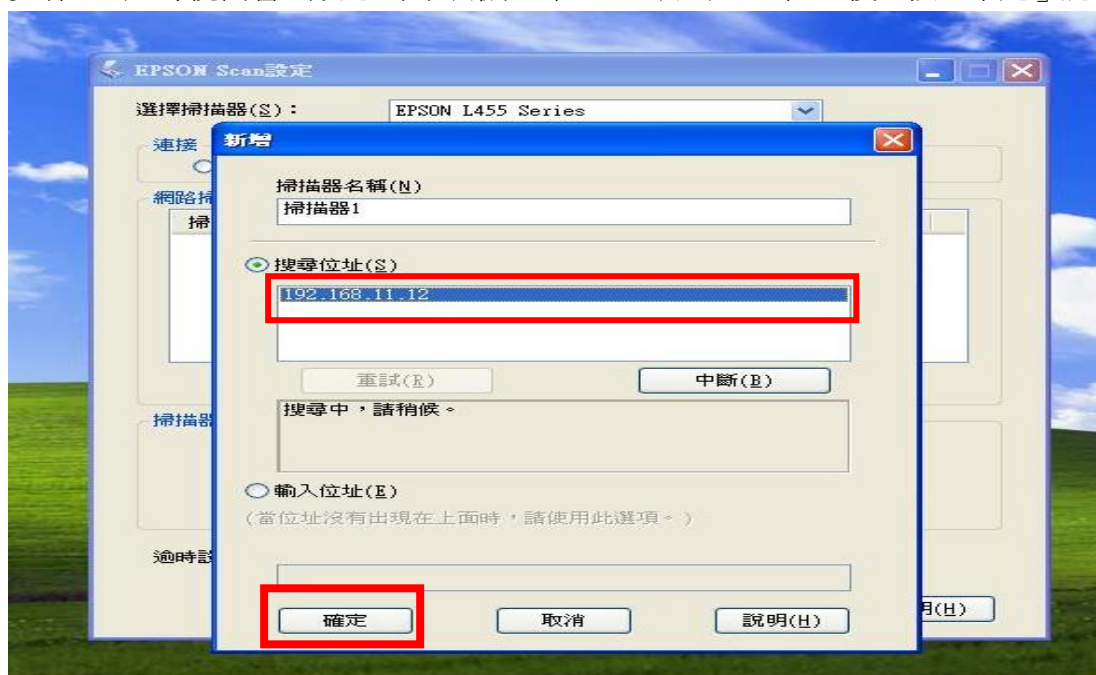 EPSON Scan設定
選擇掃描器(S)： EPSON L455 Series
連接
新增
網路掃
掃
掃描器名稱(N)
掃描器1
搜尋位址(S)
192.168.11.12
重試(R) 中斷(B)
搜尋中，請稍候。
掃描器
輸入位址(E)
(當位址沒有出現在上面時，請使用此選項。)
逾時設
確定 取消 說明(H)
明(H)